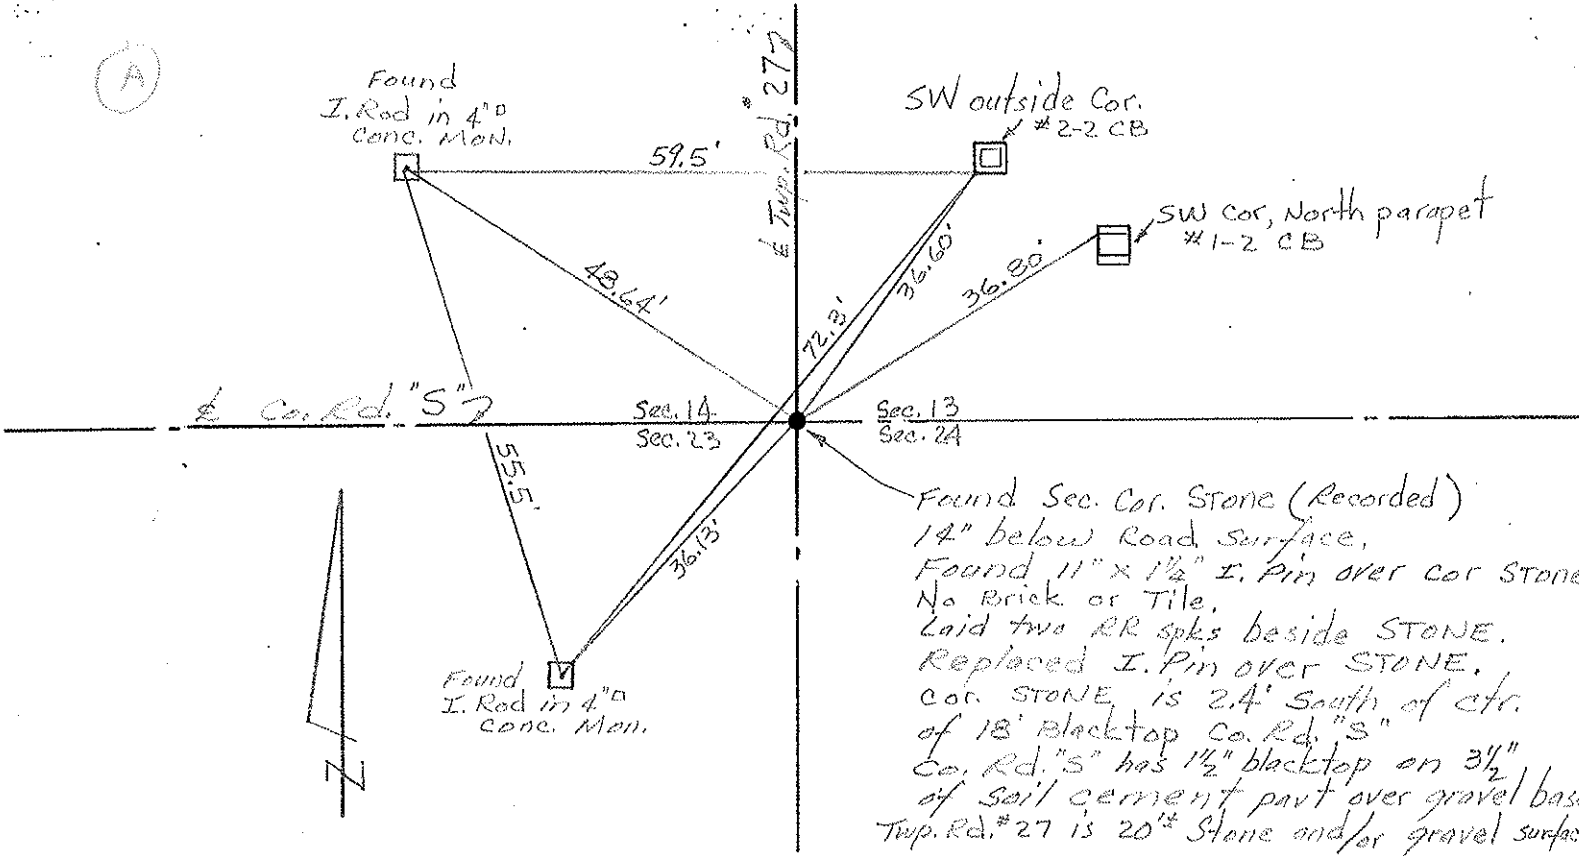 A
Found
I. Rod in 4"□
Conc. Mon.
59.5'
℄ Twp. Rd. #27
SW outside Cor.
#2-2 CB
SW Cor, North parapet
#1-2 CB
48.64'
72.3'
36.60'
36.80'
℄ Co. Rd. "S"
Sec. 14
Sec. 23
Sec. 13
Sec. 24
55.5'
36.13'
Found
I. Rod in 4"□
Conc. Mon.
N
Found Sec. Cor. Stone (Recorded)
14" below Road Surface.
Found 11" x 1½" I. Pin over Cor Stone
No Brick or Tile.
Laid two RR spks beside STONE.
Replaced I. Pin over STONE.
Cor. STONE is 2.4' South of ctr.
of 18' Blacktop Co. Rd. "S"
Co. Rd. "S" has 1½" blacktop on 3½"
of Soil cement pavt over gravel bas
Twp. Rd. #27 is 20'± Stone and/or gravel surfac